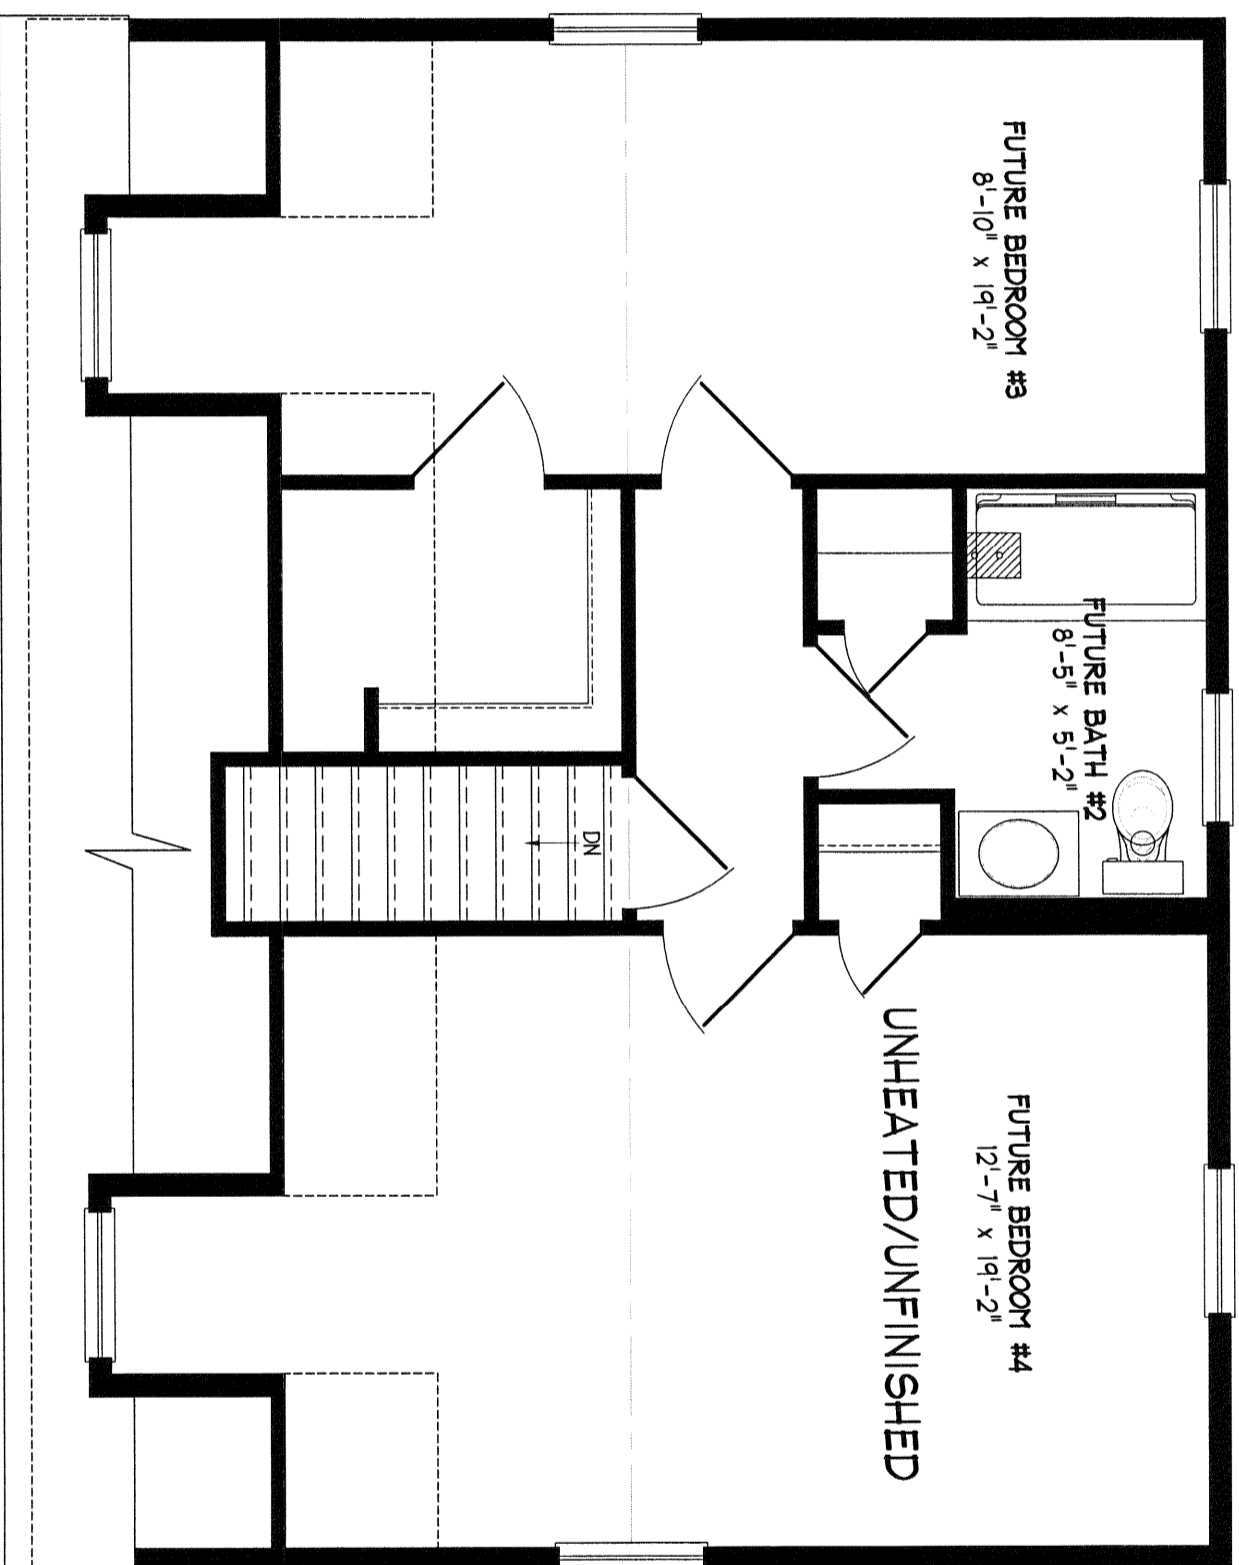 FUTURE BEDROOM #3
8'-10" x 19'-2"
FUTURE BATH #2
8'-5" x 5'-2"
DN
FUTURE BEDROOM #4
12'-7" x 19'-2"
UNHEATED/UNFINISHED